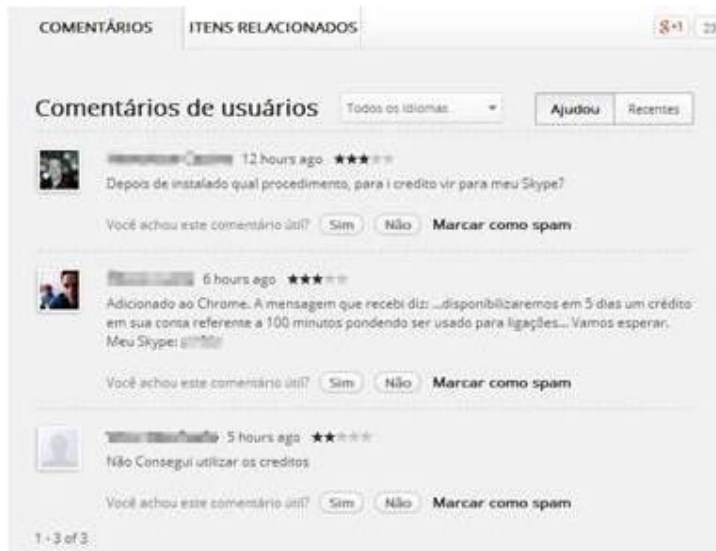 COMENTÁRIOS ITENS RELACIONADOS
g+1
Comentários de usuários Todos os idiomas Ajudou Recentes
12 hours ago
Depois de instalado qual procedimento, para i credito vir para meu Skype?
Você achou este comentário útil? Sim Não Marcar como spam
6 hours ago
Adicionado ao Chrome. A mensagem que recebi diz: ...disponibilizaremos em 5 dias um crédito
em sua conta referente a 100 minutos pondendo ser usado para ligações... Vamos esperar.
Meu Skype:
Você achou este comentário útil? Sim Não Marcar como spam
5 hours ago
Não Consegui utilizar os creditos
Você achou este comentário útil? Sim Não Marcar como spam
1 - 3 of 3